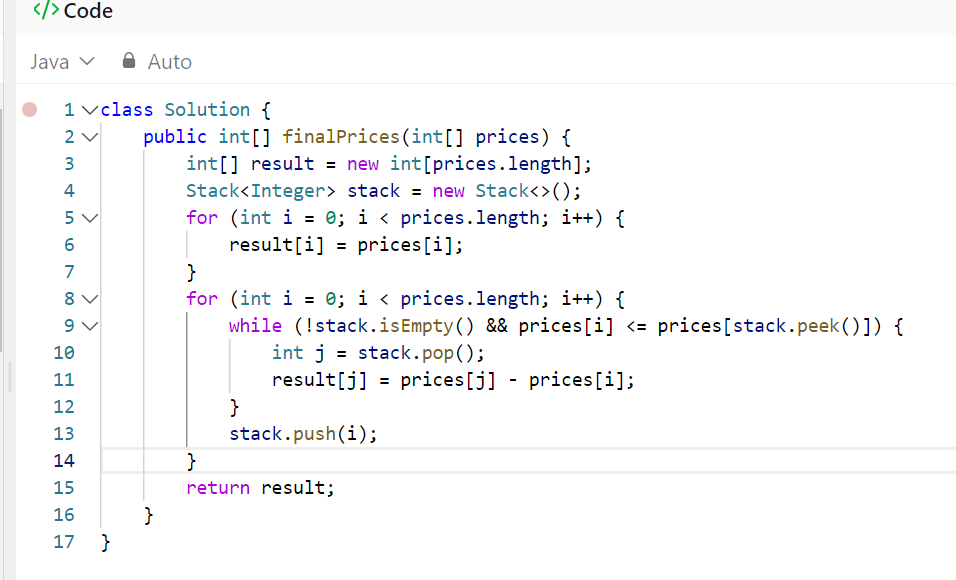 </> Code
Java Auto
1 class Solution {
2 public int[] finalPrices(int[] prices) {
3 int[] result = new int[prices.length];
4 Stack<Integer> stack = new Stack<>();
5 for (int i = 0; i < prices.length; i++) {
6 result[i] = prices[i];
7 }
8 for (int i = 0; i < prices.length; i++) {
9 while (!stack.isEmpty() && prices[i] <= prices[stack.peek()]) {
10 int j = stack.pop();
11 result[j] = prices[j] - prices[i];
12 }
13 stack.push(i);
14 }
15 return result;
16 }
17 }